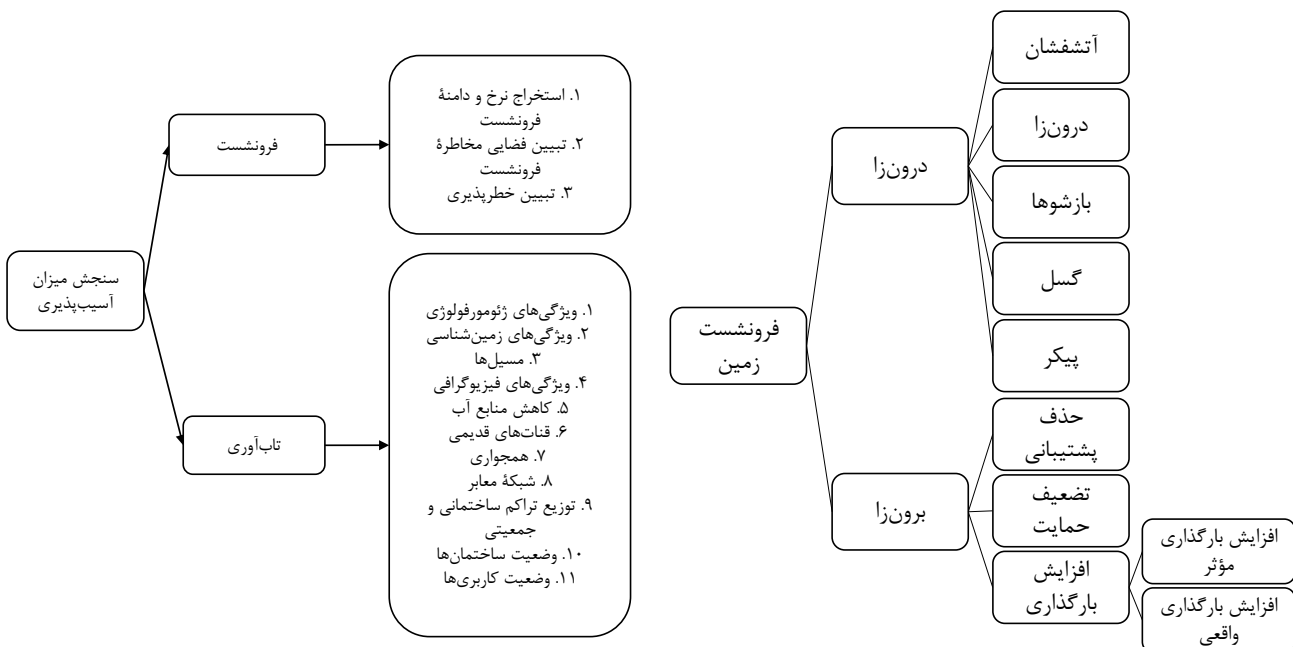 سنجش میزان
آسیب‌پذیری
فرونشست
۱. استخراج نرخ و دامنهٔ
فرونشست
۲. تبیین فضایی مخاطرهٔ
فرونشست
۳. تبیین خطرپذیری
تاب‌آوری
۱. ویژگی‌های ژئومورفولوژی
۲. ویژگی‌های زمین‌شناسی
۳. مسیل‌ها
۴. ویژگی‌های فیزیوگرافی
۵. کاهش منابع آب
۶. قنات‌های قدیمی
۷. همجواری
۸. شبکهٔ معابر
۹. توزیع تراکم ساختمانی و
جمعیتی
۱۰. وضعیت ساختمان‌ها
۱۱. وضعیت کاربری‌ها
فرونشست
زمین
درون‌زا
آتشفشان
درون‌زا
بازشوها
گسل
پیکر
برون‌زا
حذف
پشتیبانی
تضعیف
حمایت
افزایش
بارگذاری
افزایش بارگذاری
مؤثر
افزایش بارگذاری
واقعی